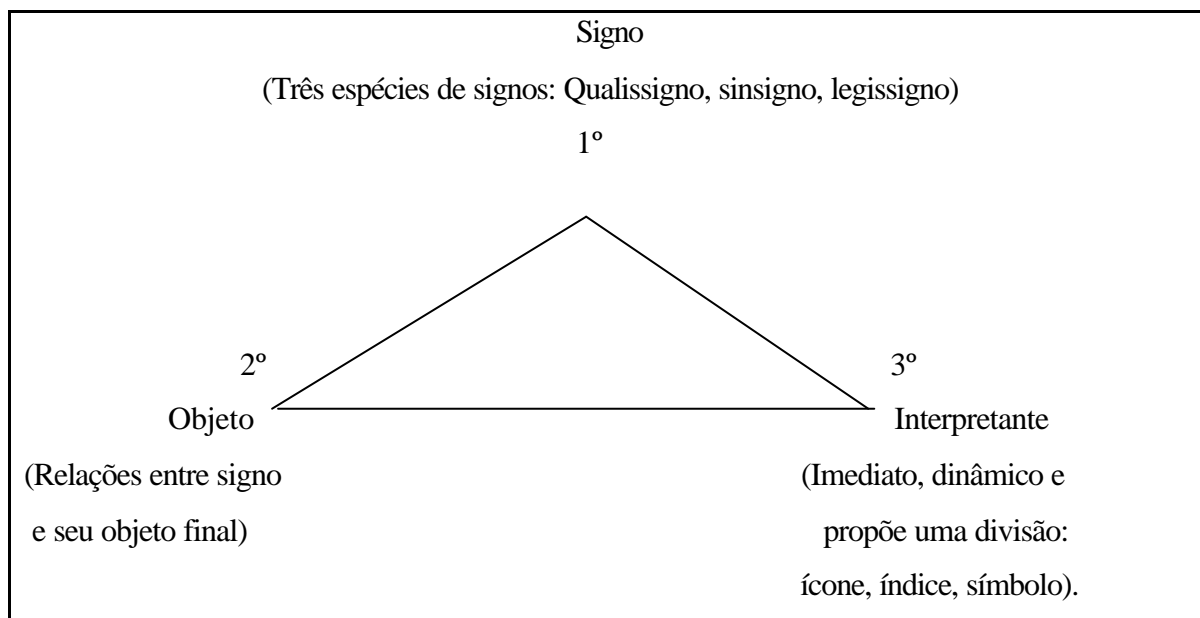 Signo
(Três espécies de signos: Qualissigno, sinsigno, legissigno)
1º
2º
3º
Objeto
Interpretante
(Relações entre signo
e seu objeto final)
(Imediato, dinâmico e
propõe uma divisão:
ícone, índice, símbolo).